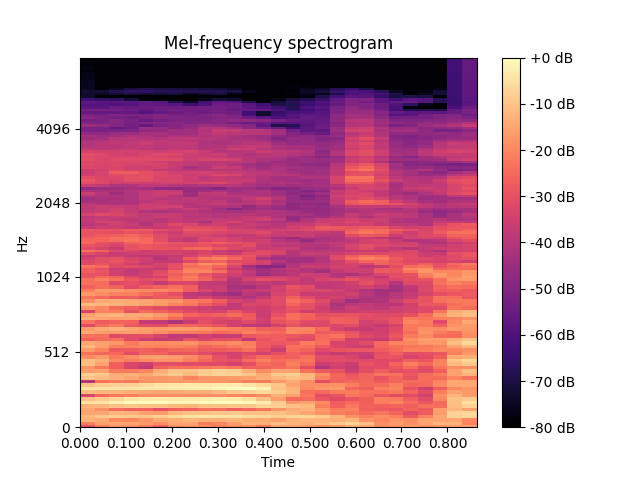 Mel-frequency spectrogram
Hz
4096
2048
1024
512
0
0.000 0.100 0.200 0.300 0.400 0.500 0.600 0.700 0.800
Time
+0 dB
-10 dB
-20 dB
-30 dB
-40 dB
-50 dB
-60 dB
-70 dB
-80 dB